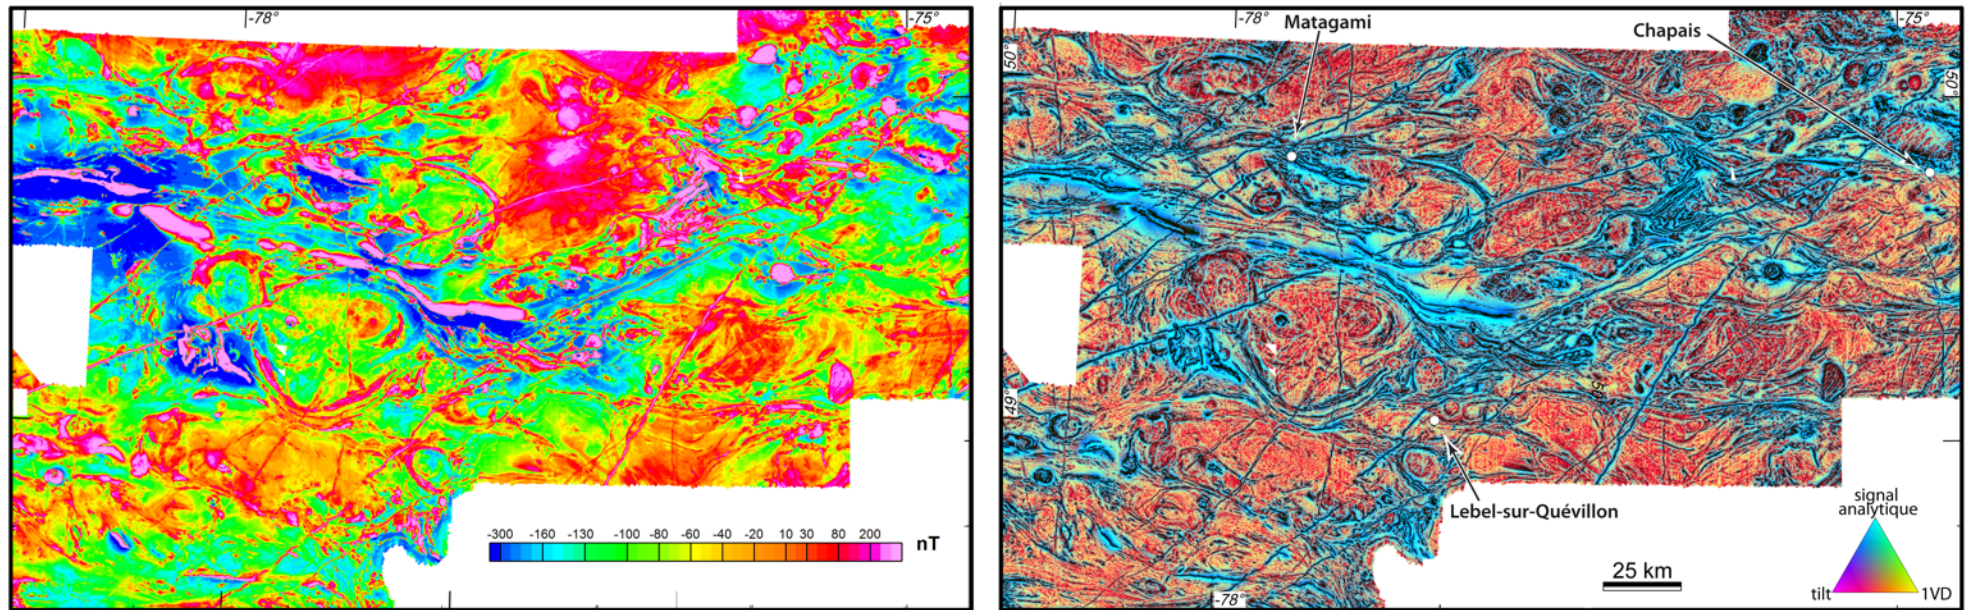 -78°
-75°
-300 -160 -130 -100 -80 -60 -40 -20 10 30 80 200
nT
-78°
Matagami
Chapais
-75°
50°
50°
49°
50
Lebel-sur-Quévillon
signal
analytique
25 km
tilt
1VD
-78°